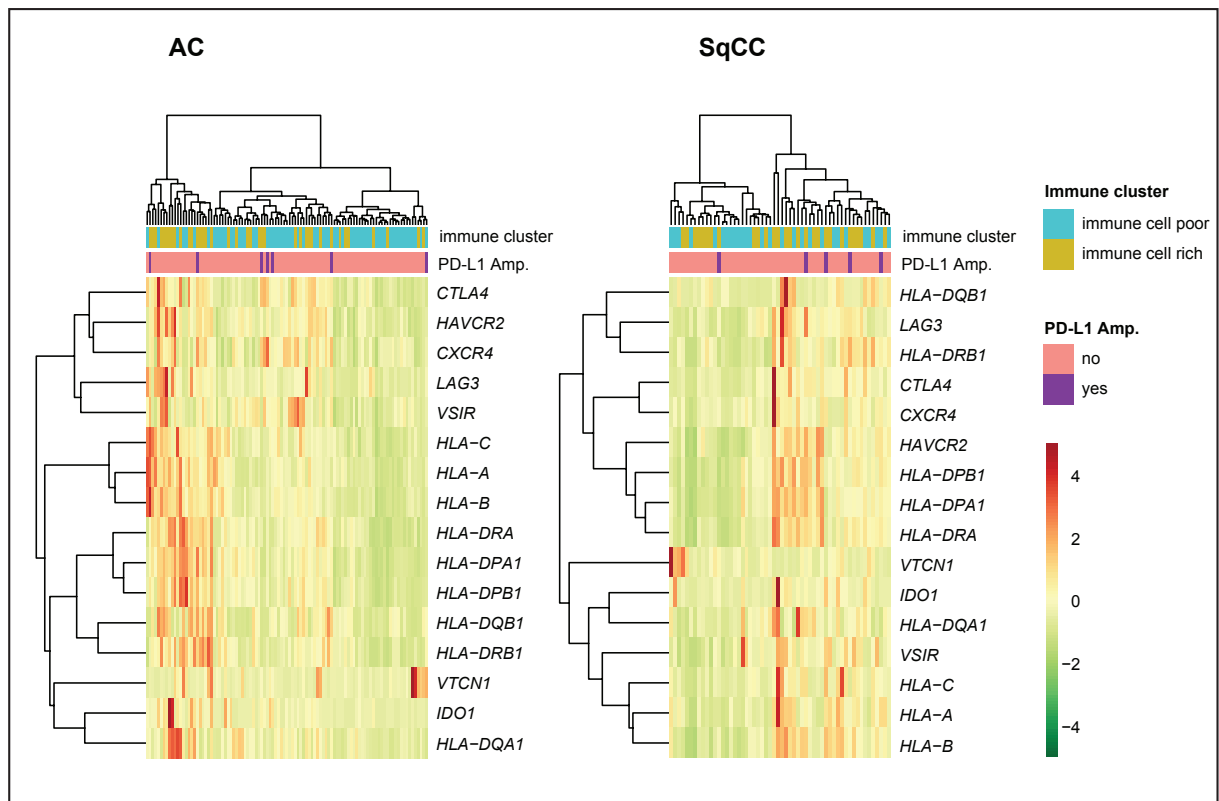 AC
SqCC
immune cluster
PD-L1 Amp.
CTLA4
HAVCR2
CXCR4
LAG3
VSIR
HLA−C
HLA−A
HLA−B
HLA−DRA
HLA−DPA1
HLA−DPB1
HLA−DQB1
HLA−DRB1
VTCN1
IDO1
HLA−DQA1
immune cluster
PD-L1 Amp.
HLA−DQB1
LAG3
HLA−DRB1
CTLA4
CXCR4
HAVCR2
HLA−DPB1
HLA−DPA1
HLA−DRA
VTCN1
IDO1
HLA−DQA1
VSIR
HLA−C
HLA−A
HLA−B
Immune cluster
immune cell poor
immune cell rich
PD-L1 Amp.
no
yes
4
2
0
−2
−4